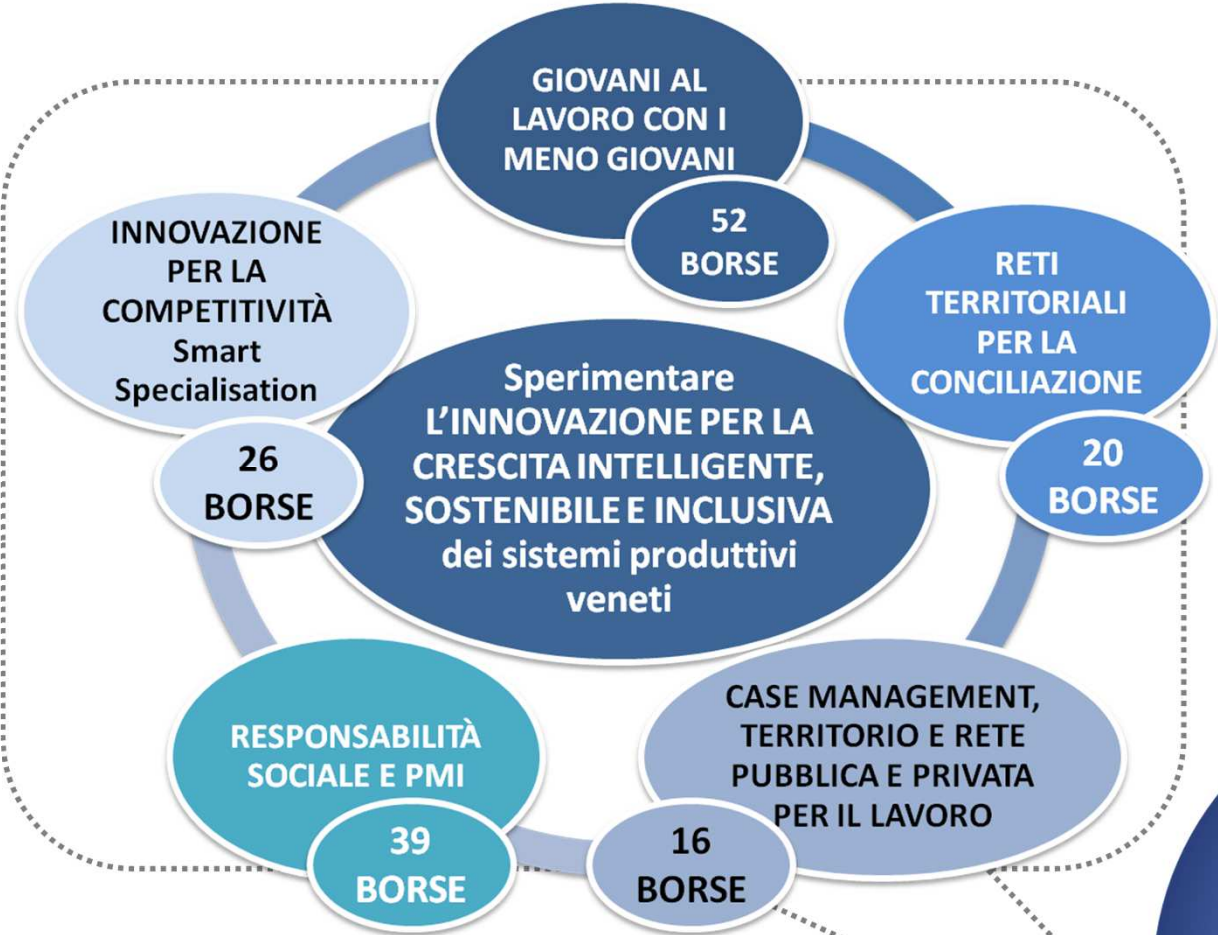 GIOVANI AL
LAVORO CON I
MENO GIOVANI
52
BORSE
INNOVAZIONE
PER LA
COMPETITIVITÀ
Smart
Specialisation
26
BORSE
RETI
TERRITORIALI
PER LA
CONCILIAZIONE
20
BORSE
Sperimentare
L’INNOVAZIONE PER LA
CRESCITA INTELLIGENTE,
SOSTENIBILE E INCLUSIVA
dei sistemi produttivi
veneti
RESPONSABILITÀ
SOCIALE E PMI
39
BORSE
CASE MANAGEMENT,
TERRITORIO E RETE
PUBBLICA E PRIVATA
PER IL LAVORO
16
BORSE